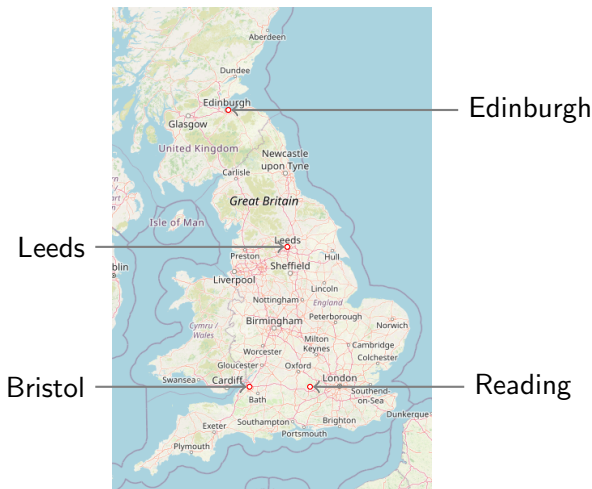 Aberdeen
Dundee
Edinburgh
Edinburgh
Glasgow
United Kingdom
Newcastle
upon Tyne
Carlisle
Great Britain
Isle of Man
Leeds
Leeds
Preston
Hull
Sheffield
blin
Liverpool
Lincoln
Nottingham
England
Peterborough
Norwich
Cymru /
Wales
Birmingham
Milton
Keynes
Cambridge
Worcester
Colchester
Gloucester
Oxford
Swansea
Cardiff
London
Bristol
Reading
Bath
Southend-
on-Sea
Dunkerque
Exeter
Southampton
Brighton
Portsmouth
Plymouth